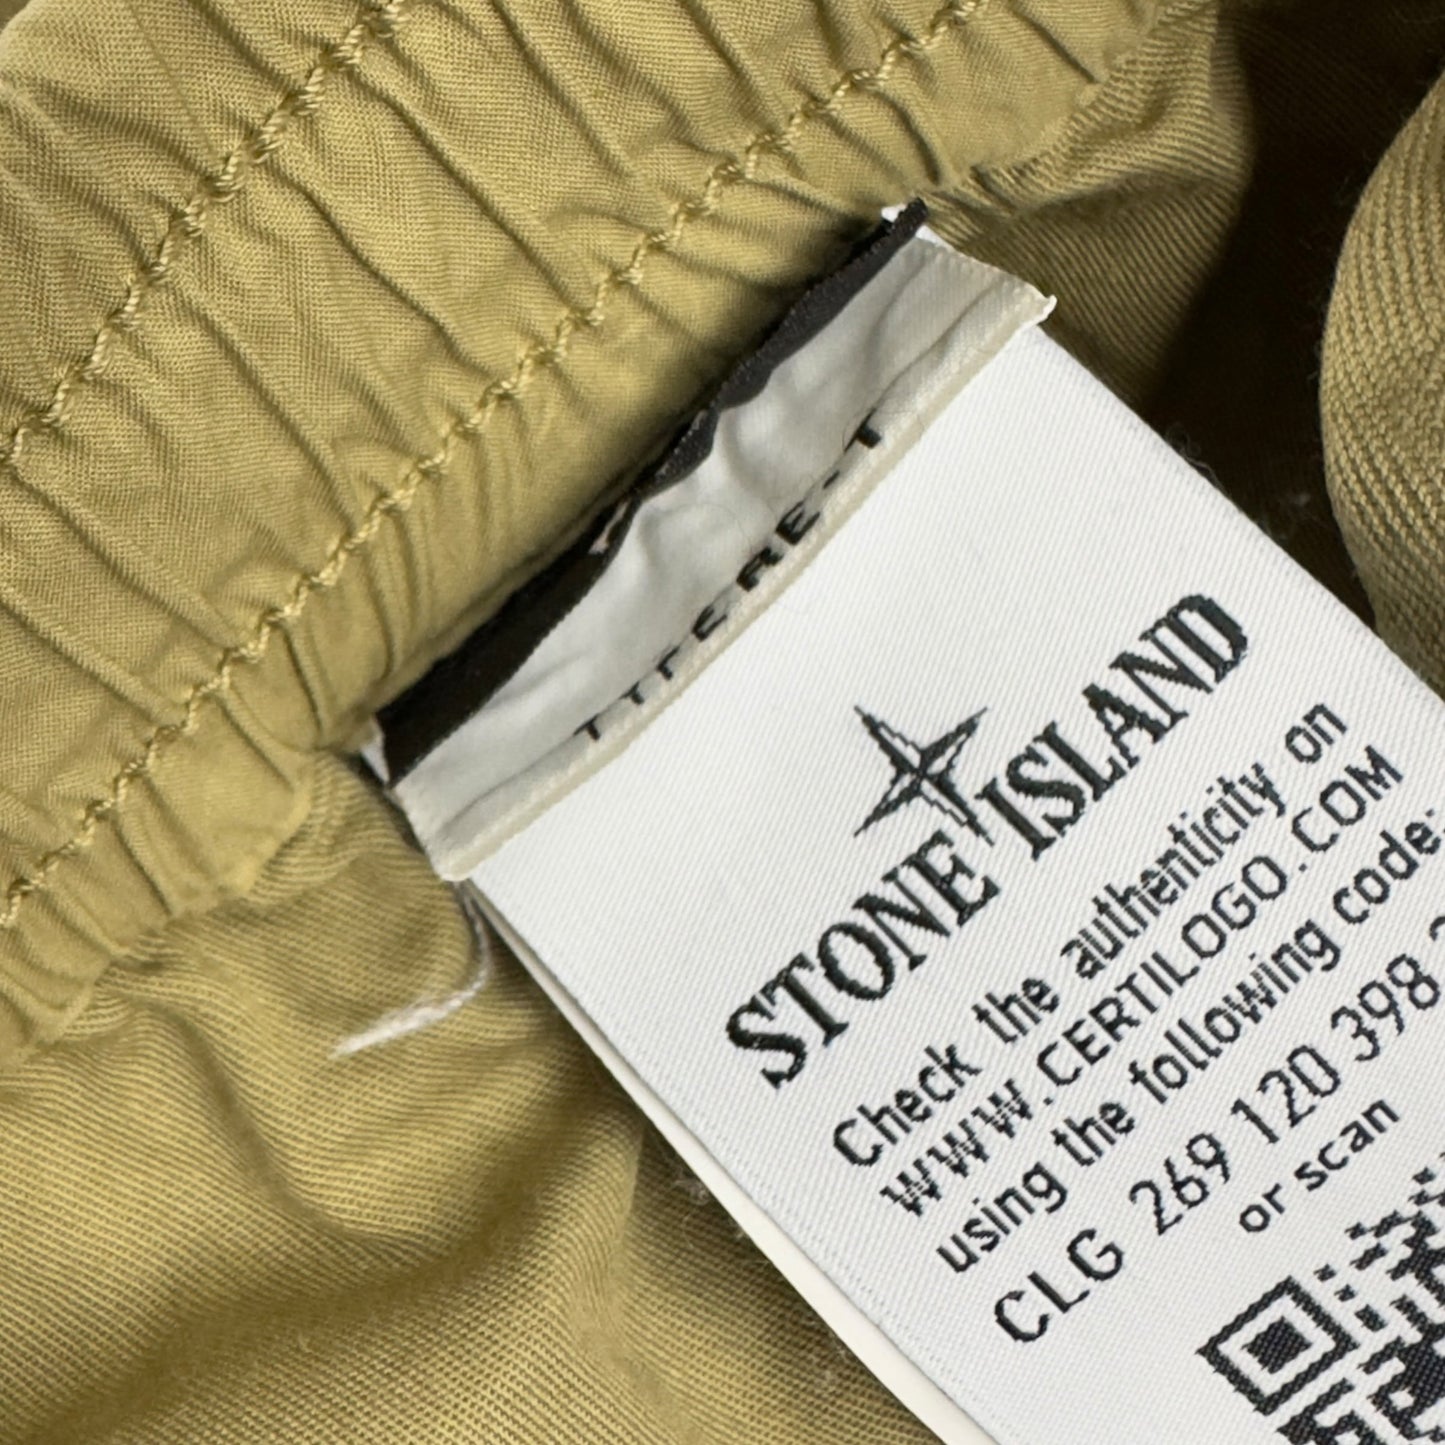 STONE ISLAND
Check the authenticity on
WWW.CERTILOGO.COM
using the following code:
CLG 269 120 398
or scan